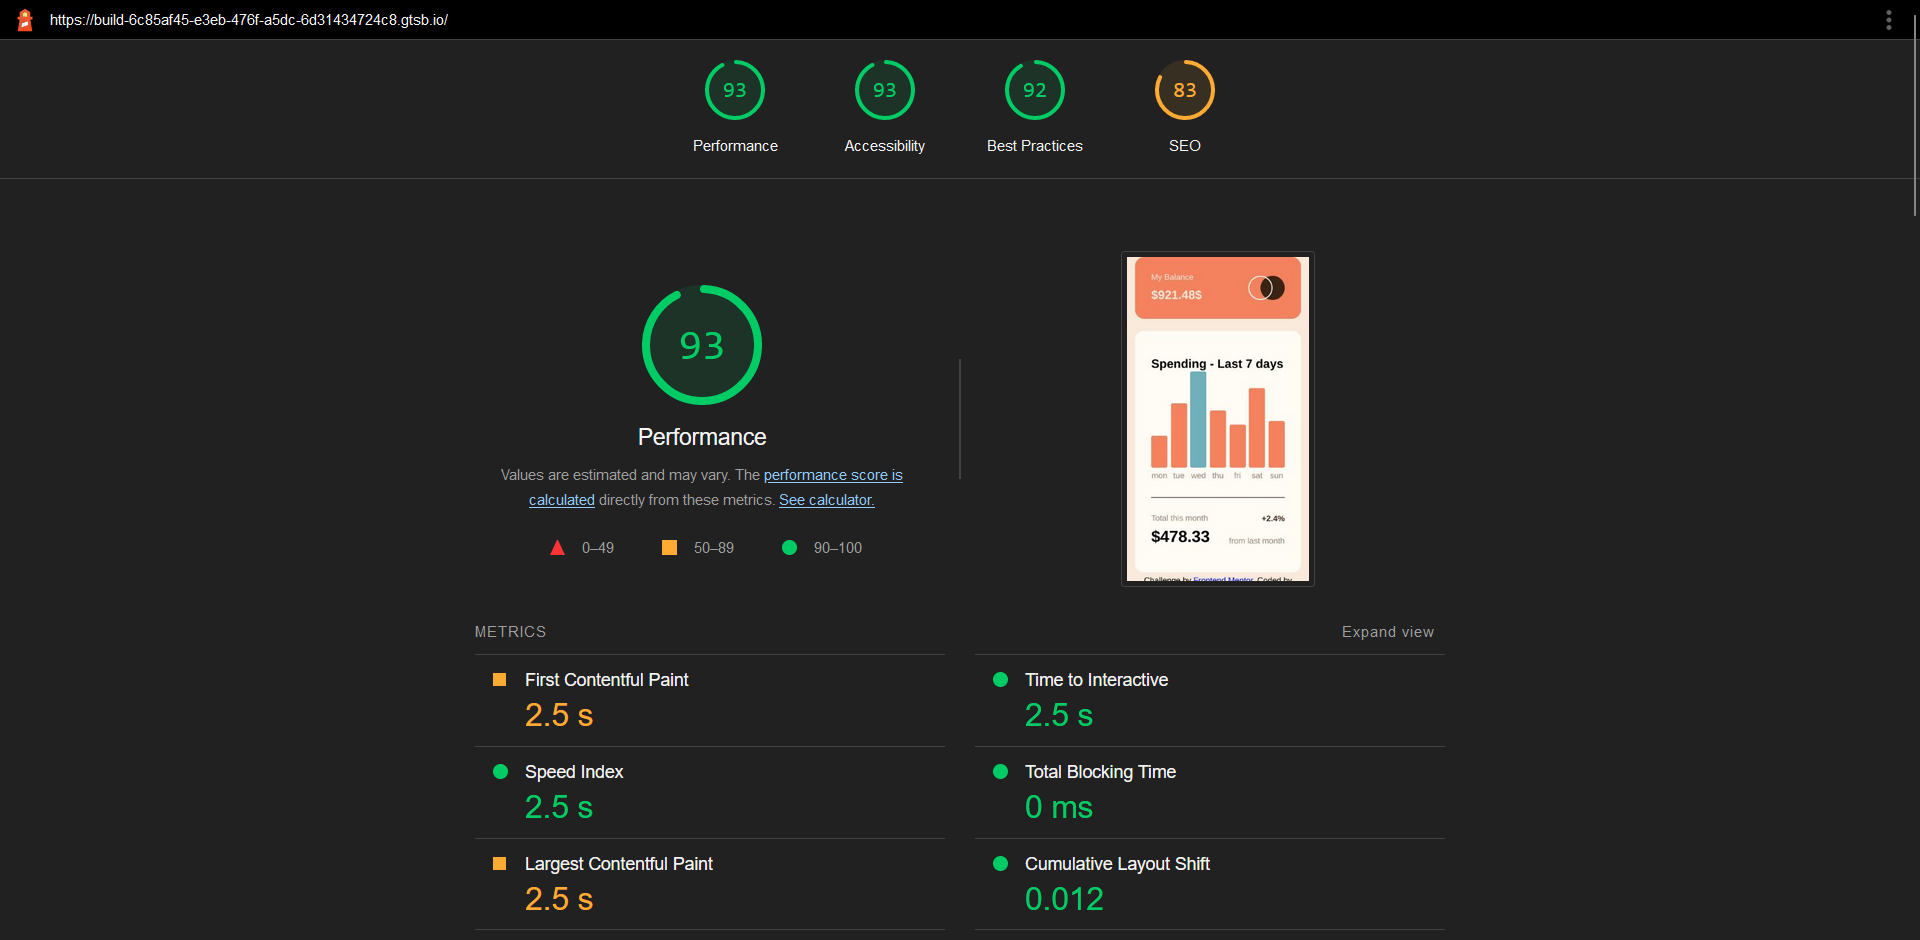 https://build-6c85af45-e3eb-476f-a5dc-6d31434724c8.gtsb.io/
93 93 92 83
Performance Accessibility Best Practices SEO
93
Performance
Values are estimated and may vary. The performance score is
calculated directly from these metrics. See calculator.
0–49 50–89 90–100
My Balance
$921.48$
Spending - Last 7 days
mon tue wed thu fri sat sun
Total this month +2.4%
$478.33 from last month
Challenge by Frontend Mentor. Coded by
METRICS Expand view
First Contentful Paint
2.5 s
Time to Interactive
2.5 s
Speed Index
2.5 s
Total Blocking Time
0 ms
Largest Contentful Paint
2.5 s
Cumulative Layout Shift
0.012